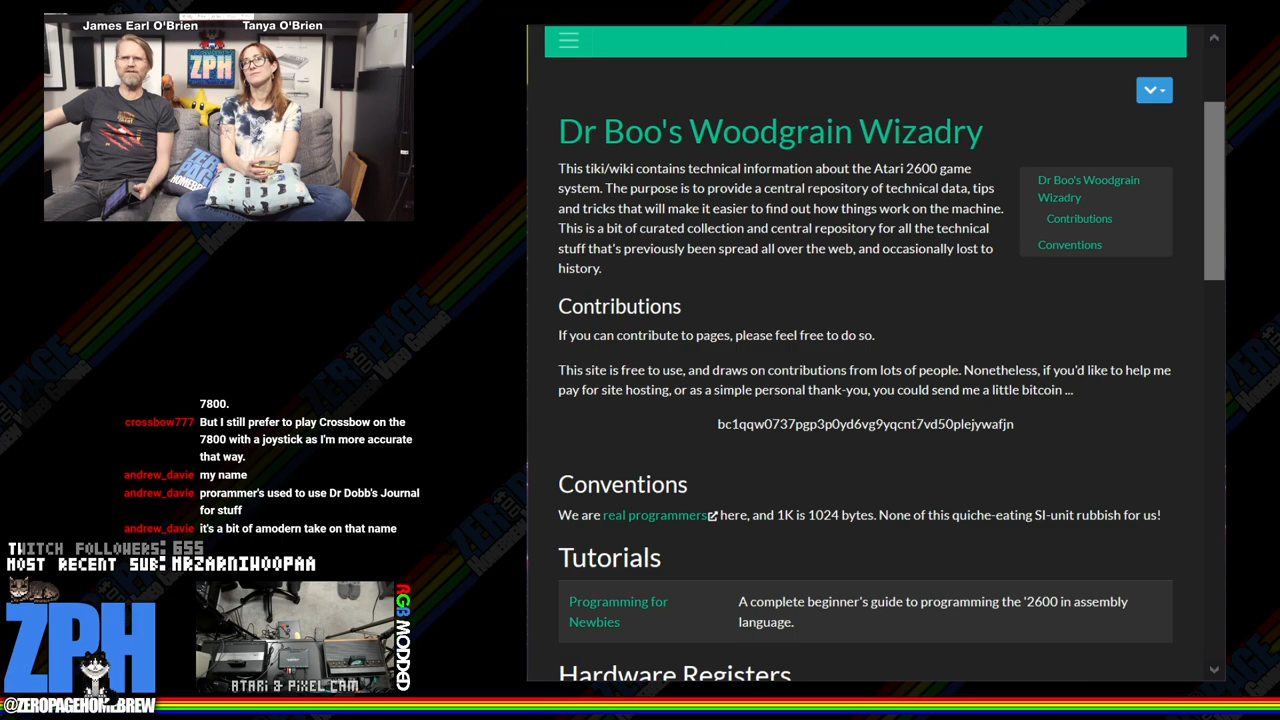 James Earl O'Brien
Tanya O'Brien
ZPH
7800.
crossbow777 But I still prefer to play Crossbow on the
7800 with a joystick as I'm more accurate
that way.
andrew_davie my name
andrew_davie prorammer's used to use Dr Dobb's Journal
for stuff
andrew_davie it's a bit of amodern take on that name
TWITCH FOLLOWERS: 655
MOST RECENT SUB: MRZARNIWOOPAA
ZPH
@ZEROPAGEHOMEBREW
ATARI & PIXEL CAM
RGB MODDED
Dr Boo's Woodgrain Wizadry
This tiki/wiki contains technical information about the Atari 2600 game
system. The purpose is to provide a central repository of technical data, tips
and tricks that will make it easier to find out how things work on the machine.
This is a bit of curated collection and central repository for all the technical
stuff that's previously been spread all over the web, and occasionally lost to
history.
Dr Boo's Woodgrain
Wizadry
Contributions
Conventions
Contributions
If you can contribute to pages, please feel free to do so.
This site is free to use, and draws on contributions from lots of people. Nonetheless, if you'd like to help me
pay for site hosting, or as a simple personal thank-you, you could send me a little bitcoin ...
bc1qqw0737pgp3p0yd6vg9yqcnt7vd50plejywafjn
Conventions
We are real programmers here, and 1K is 1024 bytes. None of this quiche-eating SI-unit rubbish for us!
Tutorials
Programming for
Newbies
A complete beginner's guide to programming the '2600 in assembly
language.
Hardware Registers